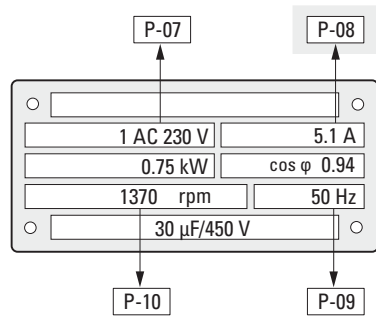 P-07 P-08
1 AC 230 V 5.1 A
0.75 kW cos φ 0.94
1370 rpm 50 Hz
30 μF/450 V
P-10 P-09